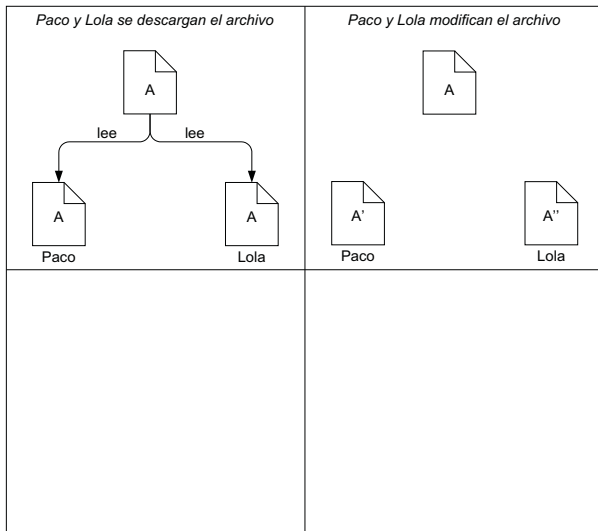 Paco y Lola se descargan el archivo
A
lee lee
A A
Paco Lola
Paco y Lola modifican el archivo
A
A' A''
Paco Lola